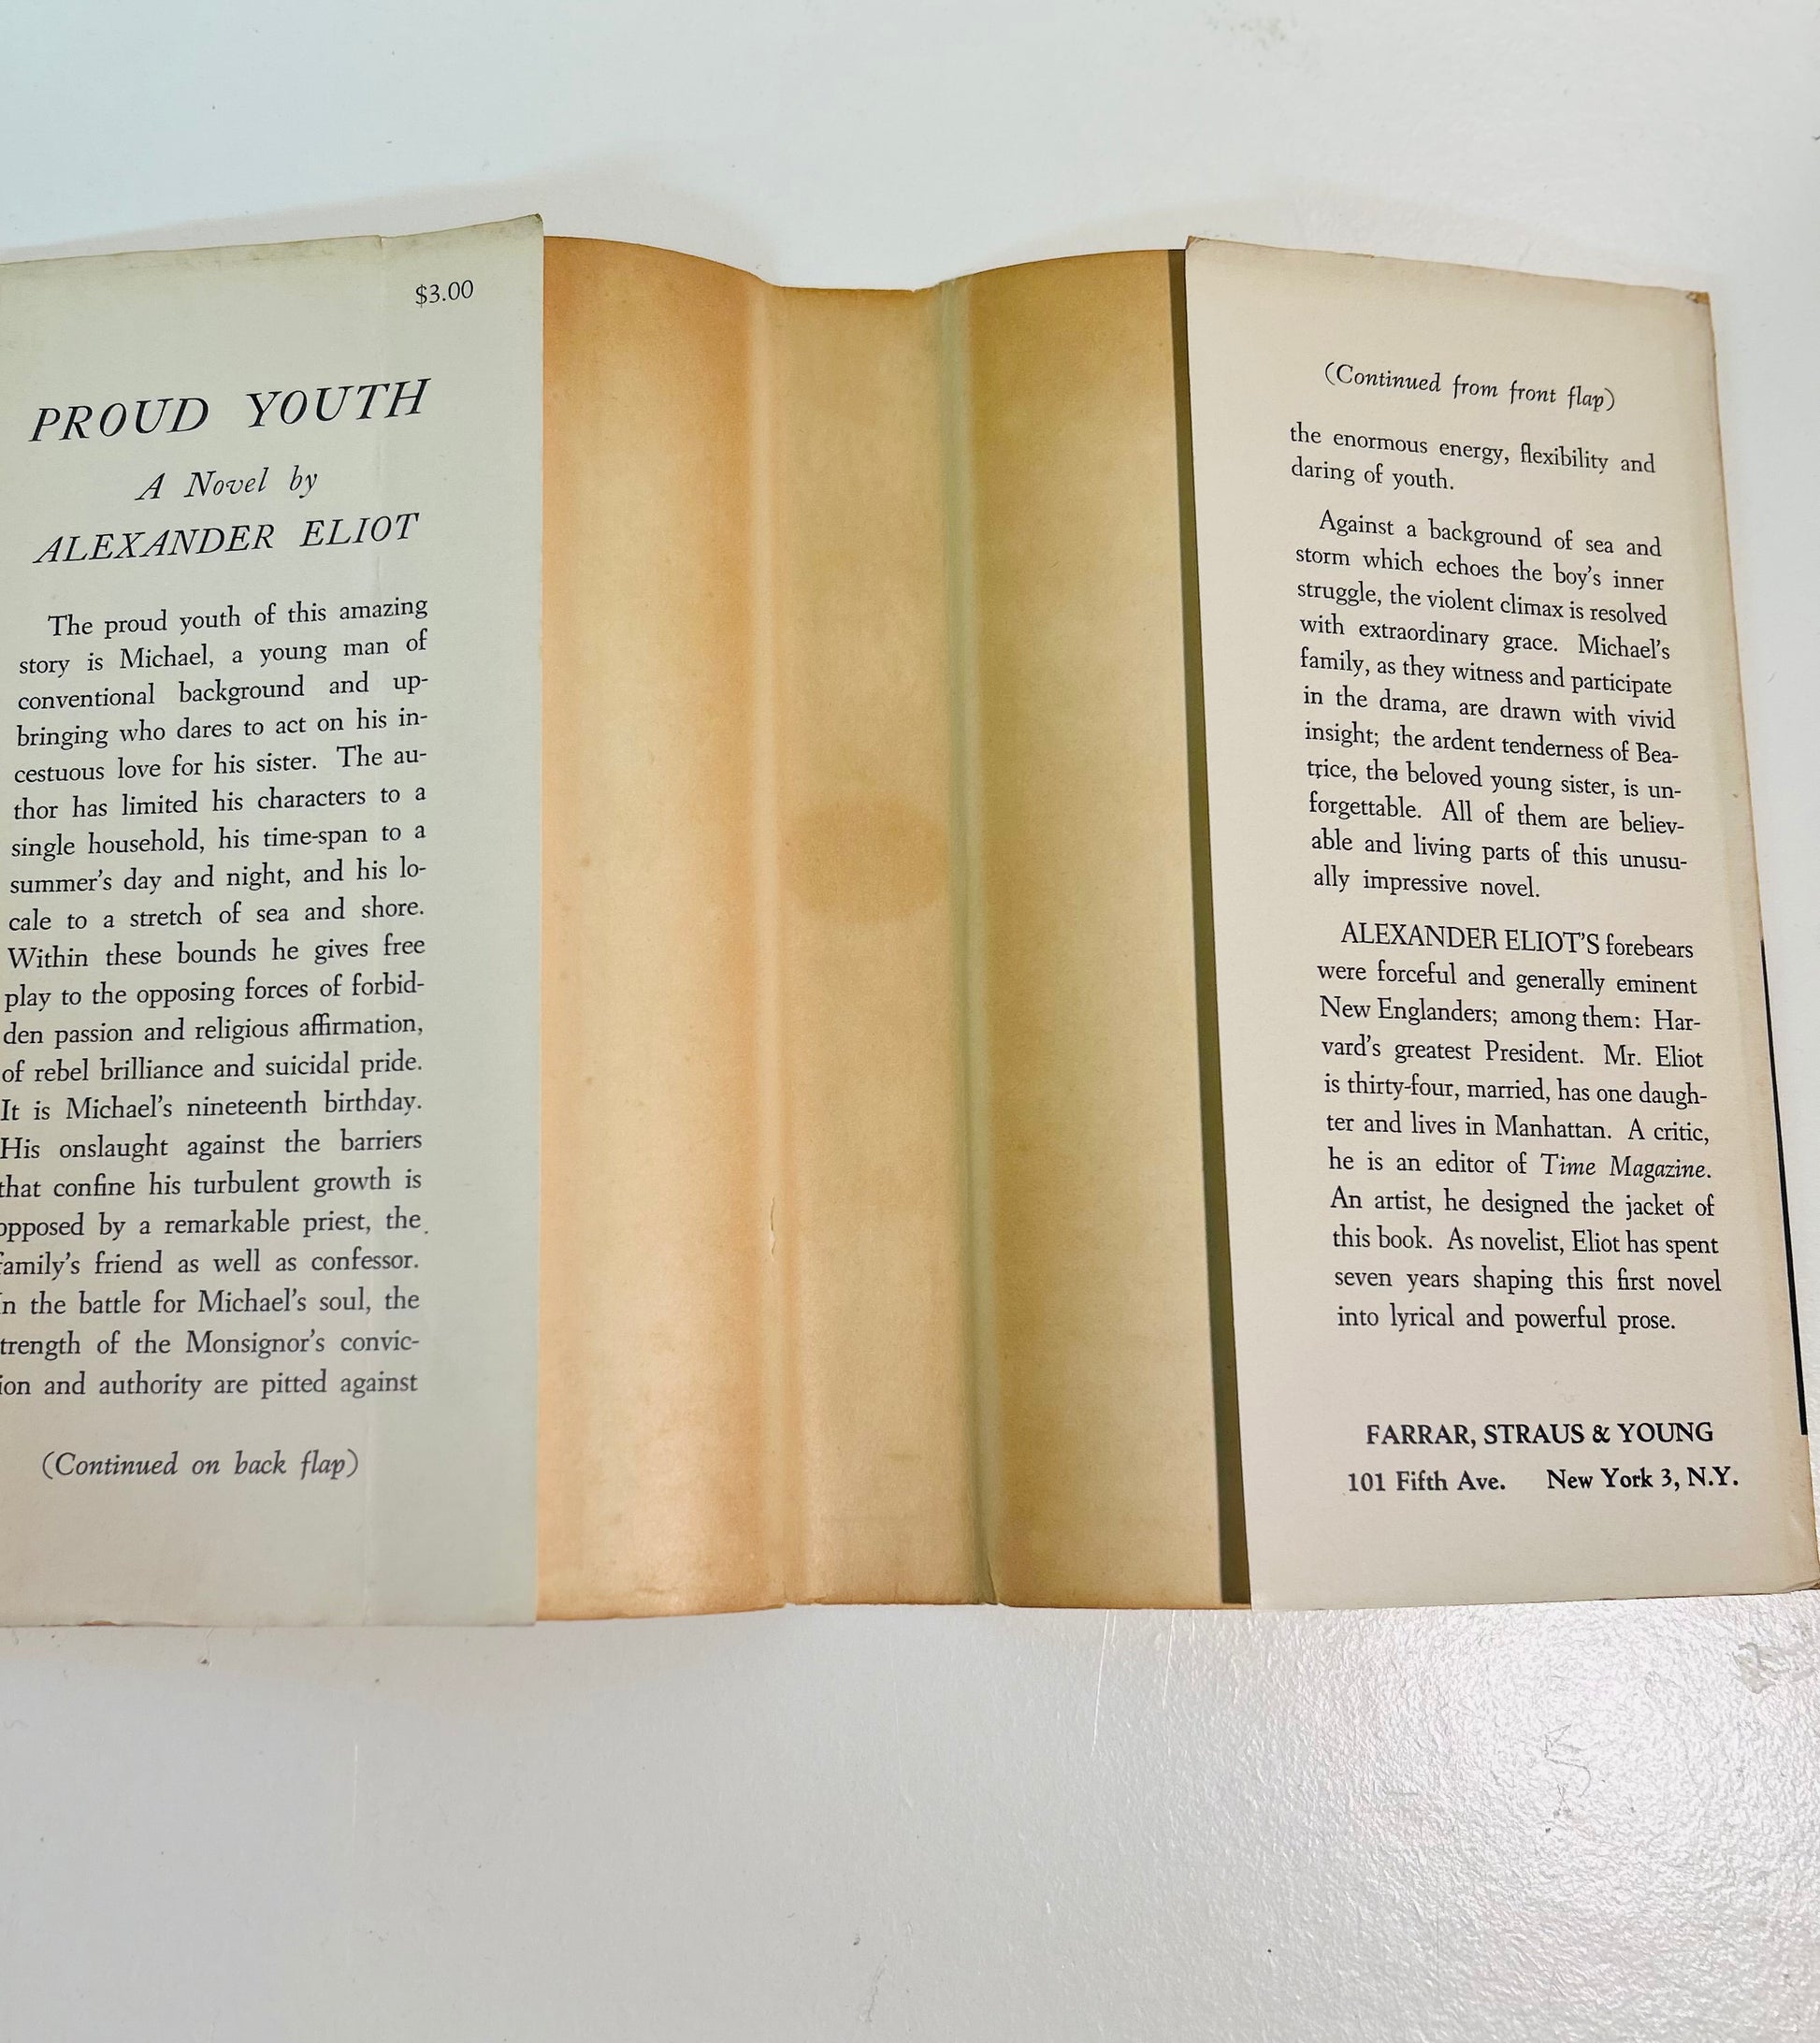 $3.00
PROUD YOUTH
A Novel by
ALEXANDER ELIOT
The proud youth of this amazing
story is Michael, a young man of
conventional background and up-
bringing who dares to act on his in-
cestuous love for his sister. The au-
thor has limited his characters to a
single household, his time-span to a
summer's day and night, and his lo-
cale to a stretch of sea and shore.
Within these bounds he gives free
play to the opposing forces of forbid-
den passion and religious affirmation,
of rebel brilliance and suicidal pride.
It is Michael's nineteenth birthday.
His onslaught against the barriers
that confine his turbulent growth is
opposed by a remarkable priest, the
family's friend as well as confessor.
In the battle for Michael's soul, the
trength of the Monsignor's convic-
ion and authority are pitted against
(Continued on back flap)
(Continued from front flap)
the enormous energy, flexibility and
daring of youth.
Against a background of sea and
storm which echoes the boy's inner
struggle, the violent climax is resolved
with extraordinary grace. Michael's
family, as they witness and participate
in the drama, are drawn with vivid
insight; the ardent tenderness of Bea-
trice, the beloved young sister, is un-
forgettable. All of them are believ-
able and living parts of this unusu-
ally impressive novel.
ALEXANDER ELIOT'S forebears
were forceful and generally eminent
New Englanders; among them: Har-
vard's greatest President. Mr. Eliot
is thirty-four, married, has one daugh-
ter and lives in Manhattan. A critic,
he is an editor of Time Magazine.
An artist, he designed the jacket of
this book. As novelist, Eliot has spent
seven years shaping this first novel
into lyrical and powerful prose.
FARRAR, STRAUS & YOUNG
101 Fifth Ave. New York 3, N.Y.